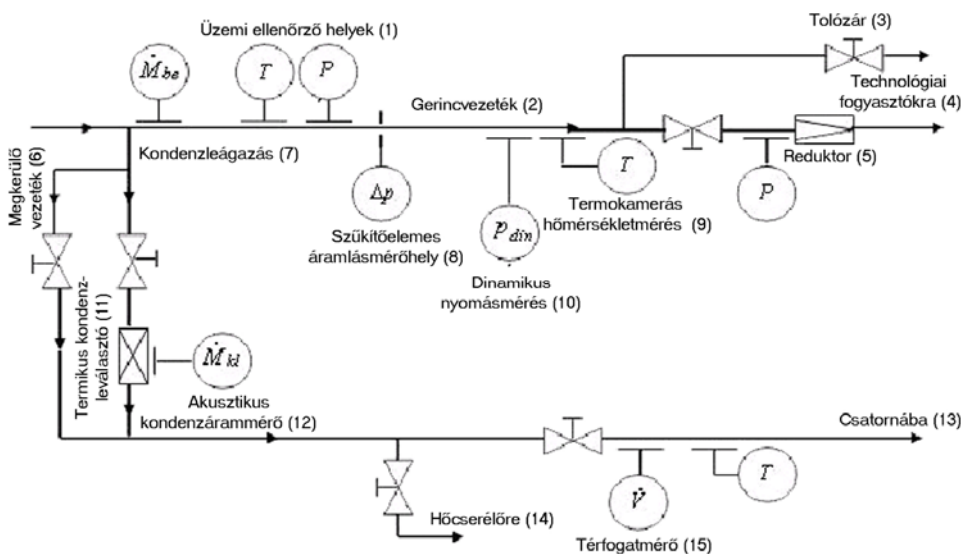 Üzemi ellenőrző helyek (1)
Tolózár (3)
Ṁbe
T
P
Technológiai
fogyasztókra (4)
Gerincvezeték (2)
Megkerülő
vezeték (6)
Kondenzleágazás (7)
Reduktor (5)
Δp
T
P
Termokamerás
hőmérsékletmérés (9)
Szűkítőelemes
áramlásmérőhely (8)
Pdin
Dinamikus
nyomásmérés (10)
Termikus kondenz-
leválasztó (11)
Ṁkl
Akusztikus
kondenzárammérő (12)
Csatornába (13)
V̇
T
Hőcserélőre (14)
Térfogatmérő (15)